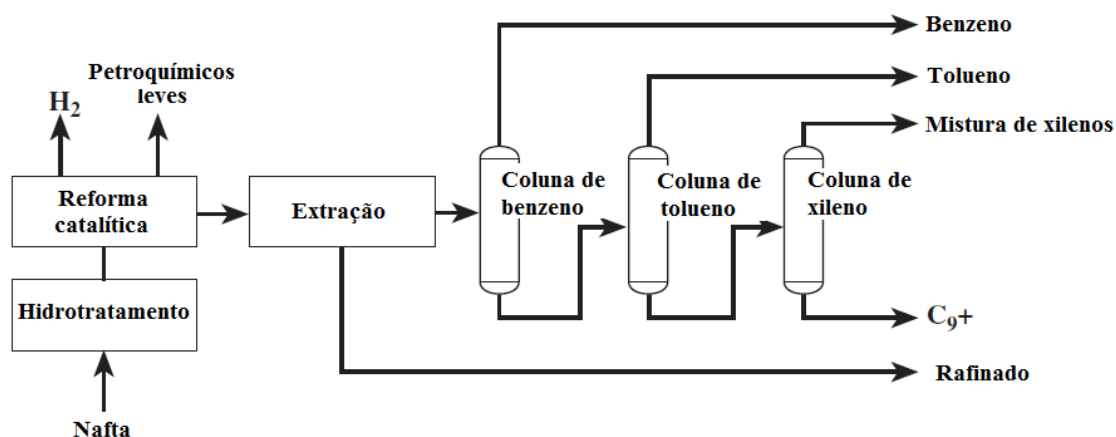 Benzeno
Petroquímicos
leves
H₂
Tolueno
Mistura de xilenos
Reforma
catalítica
Extração
Coluna de
benzeno
Coluna de
tolueno
Coluna de
xileno
Hidrotratamento
C₉+
Rafinado
Nafta